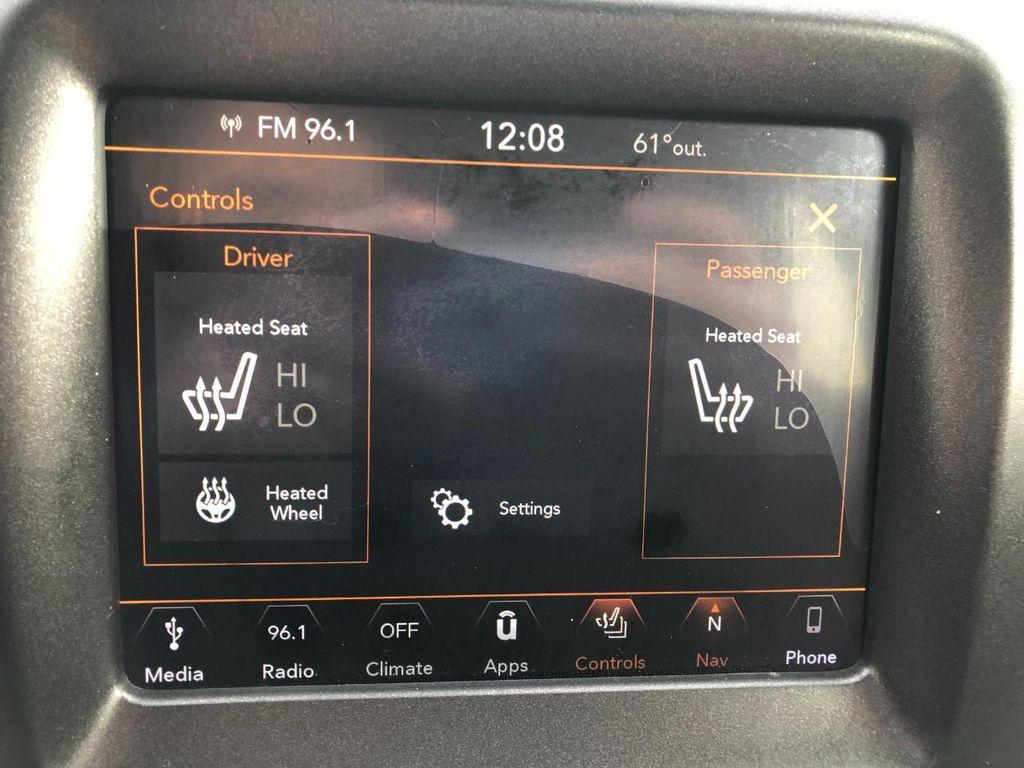 FM 96.1
12:08
61°out.
Controls
Driver
Heated Seat
HI
LO
Heated
Wheel
Settings
Passenger
Heated Seat
HI
LO
96.1
OFF
N
Media
Radio
Climate
Apps
Controls
Nav
Phone